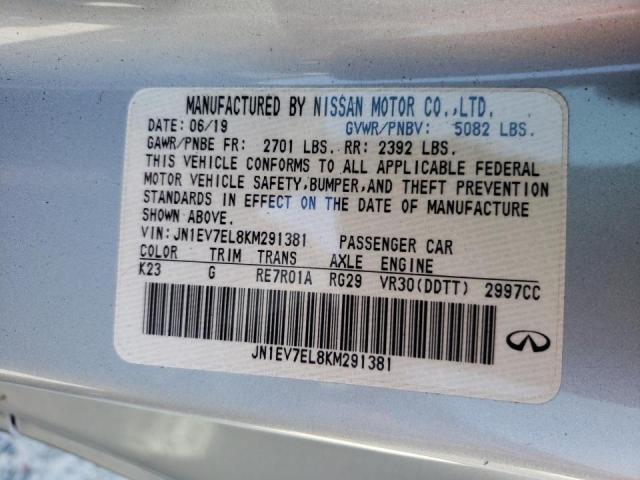 MANUFACTURED BY NISSAN MOTOR CO.,LTD.
DATE: 06/19 GVWR/PNBV: 5082 LBS.
GAWR/PNBE FR: 2701 LBS. RR: 2392 LBS.
THIS VEHICLE CONFORMS TO ALL APPLICABLE FEDERAL
MOTOR VEHICLE SAFETY,BUMPER,AND THEFT PREVENTION
STANDARDS IN EFFECT ON THE DATE OF MANUFACTURE
SHOWN ABOVE.
VIN: JN1EV7EL8KM291381 PASSENGER CAR
COLOR TRIM TRANS AXLE ENGINE
K23 G RE7R01A RG29 VR30(DDTT) 2997CC
JN1EV7EL8KM291381